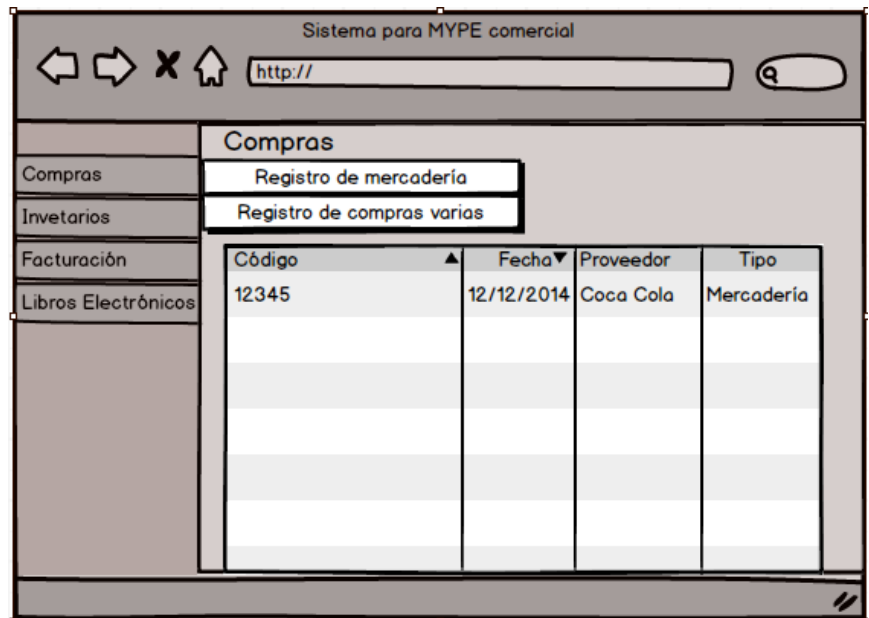 Sistema para MYPE comercial
http://
Compras
Compras
Registro de mercadería
Invetarios
Registro de compras varias
Facturación
Libros Electrónicos
Código Fecha Proveedor Tipo
12345 12/12/2014 Coca Cola Mercadería